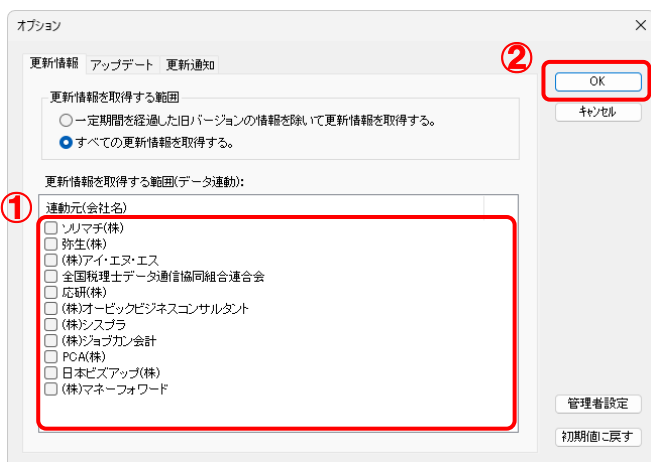 オプション
更新情報 アップデート 更新通知
②
OK
キャンセル
更新情報を取得する範囲
一定期間を経過した旧バージョンの情報を除いて更新情報を取得する。
すべての更新情報を取得する。
更新情報を取得する範囲(データ連動):
①
連動元(会社名)
ソリマチ(株)
弥生(株)
(株)アイ・エヌ・エス
全国税理士データ通信協同組合連合会
応研(株)
(株)オービックビジネスコンサルタント
(株)シスプラ
(株)ジョブカン会計
PCA(株)
日本ビズアップ(株)
(株)マネーフォワード
管理者設定
初期値に戻す